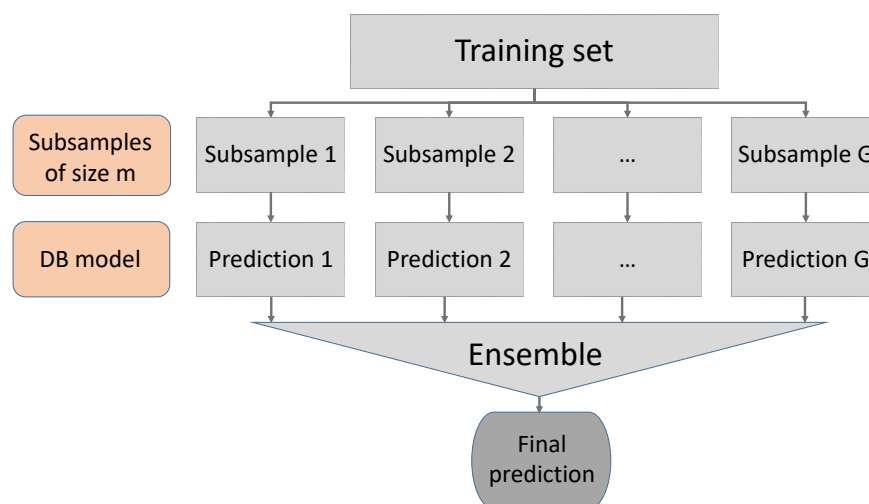 Training set
Subsamples
of size m
Subsample 1
Subsample 2
...
Subsample G
DB model
Prediction 1
Prediction 2
...
Prediction G
Ensemble
Final
prediction